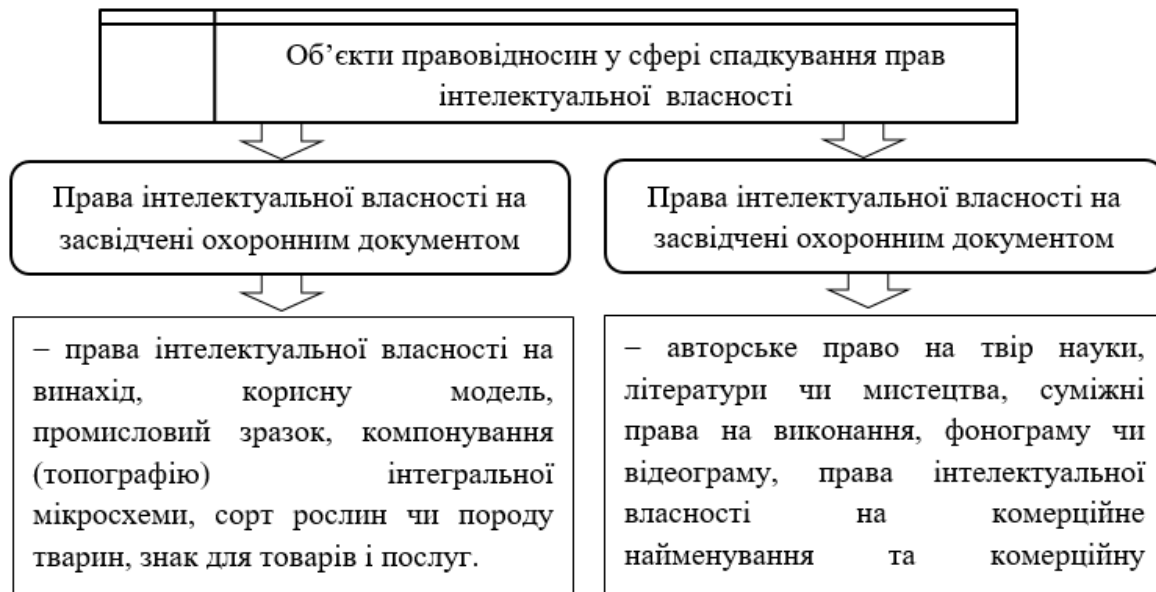 Об’єкти правовідносин у сфері спадкування прав
інтелектуальної власності
Права інтелектуальної власності на
засвідчені охоронним документом
Права інтелектуальної власності на
засвідчені охоронним документом
– права інтелектуальної власності на
винахід, корисну модель,
промисловий зразок, компонування
(топографію) інтегральної
мікросхеми, сорт рослин чи породу
тварин, знак для товарів і послуг.
– авторське право на твір науки,
літератури чи мистецтва, суміжні
права на виконання, фонограму чи
відеограму, права інтелектуальної
власності на комерційне
найменування та комерційну